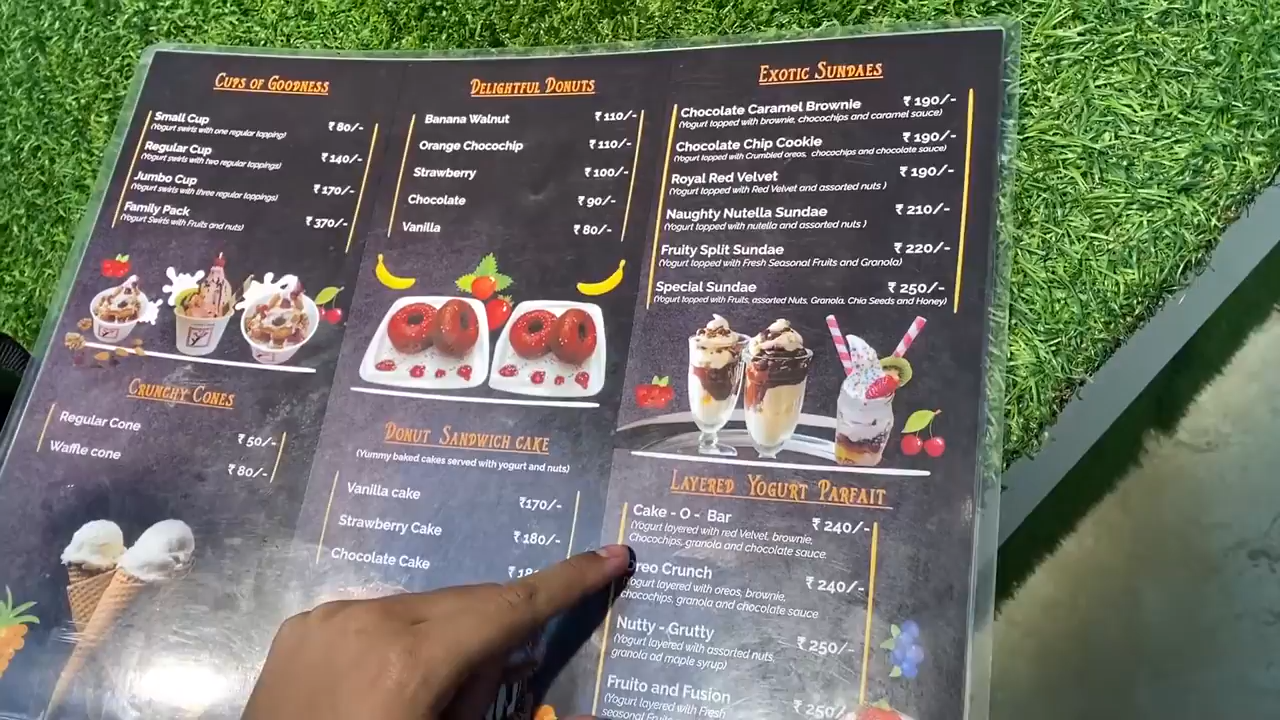 CUPS OF GOODNESS
Small Cup ₹ 80/-
(Yogurt swirls with one regular topping)
Regular Cup ₹ 140/-
(Yogurt swirls with two regular toppings)
Jumbo Cup ₹ 170/-
(Yogurt swirls with three regular toppings)
Family Pack ₹ 370/-
(Yogurt Swirls with Fruits and nuts)
CRUNCHY CONES
Regular Cone ₹ 50/-
Waffle cone ₹ 80/-
DELIGHTFUL DONUTS
Banana Walnut ₹ 110/-
Orange Chocochip ₹ 110/-
Strawberry ₹ 100/-
Chocolate ₹ 90/-
Vanilla ₹ 80/-
DONUT SANDWICH CAKE
(Yummy baked cakes served with yogurt and nuts)
Vanilla cake ₹170/-
Strawberry Cake ₹180/-
Chocolate Cake
EXOTIC SUNDAES
Chocolate Caramel Brownie ₹ 190/-
(Yogurt topped with brownie, chocochips and caramel sauce)
Chocolate Chip Cookie ₹ 190/-
(Yogurt topped with Crumbled oreos, chocochips and chocolate sauce)
Royal Red Velvet ₹ 190/-
(Yogurt topped with Red Velvet and assorted nuts )
Naughty Nutella Sundae ₹ 210/-
(Yogurt topped with nutella and assorted nuts )
Fruity Split Sundae ₹ 220/-
(Yogurt topped with Fresh Seasonal Fruits and Granola)
Special Sundae ₹ 250/-
(Yogurt topped with Fruits, assorted Nuts, Granola, Chia Seeds and Honey)
LAYERED YOGURT PARFAIT
Cake - O - Bar ₹ 240/-
(Yogurt layered with red Velvet, brownie,
Chocochips, granola and chocolate sauce.
Oreo Crunch ₹ 240/-
(Yogurt layered with oreos, brownie,
chocochips, granola and chocolate sauce
Nutty - Grutty ₹ 250/-
(Yogurt layered with assorted nuts,
granola ad maple syrup)
Fruito and Fusion ₹ 250/
(Yogurt layered with Fresh
seasonal